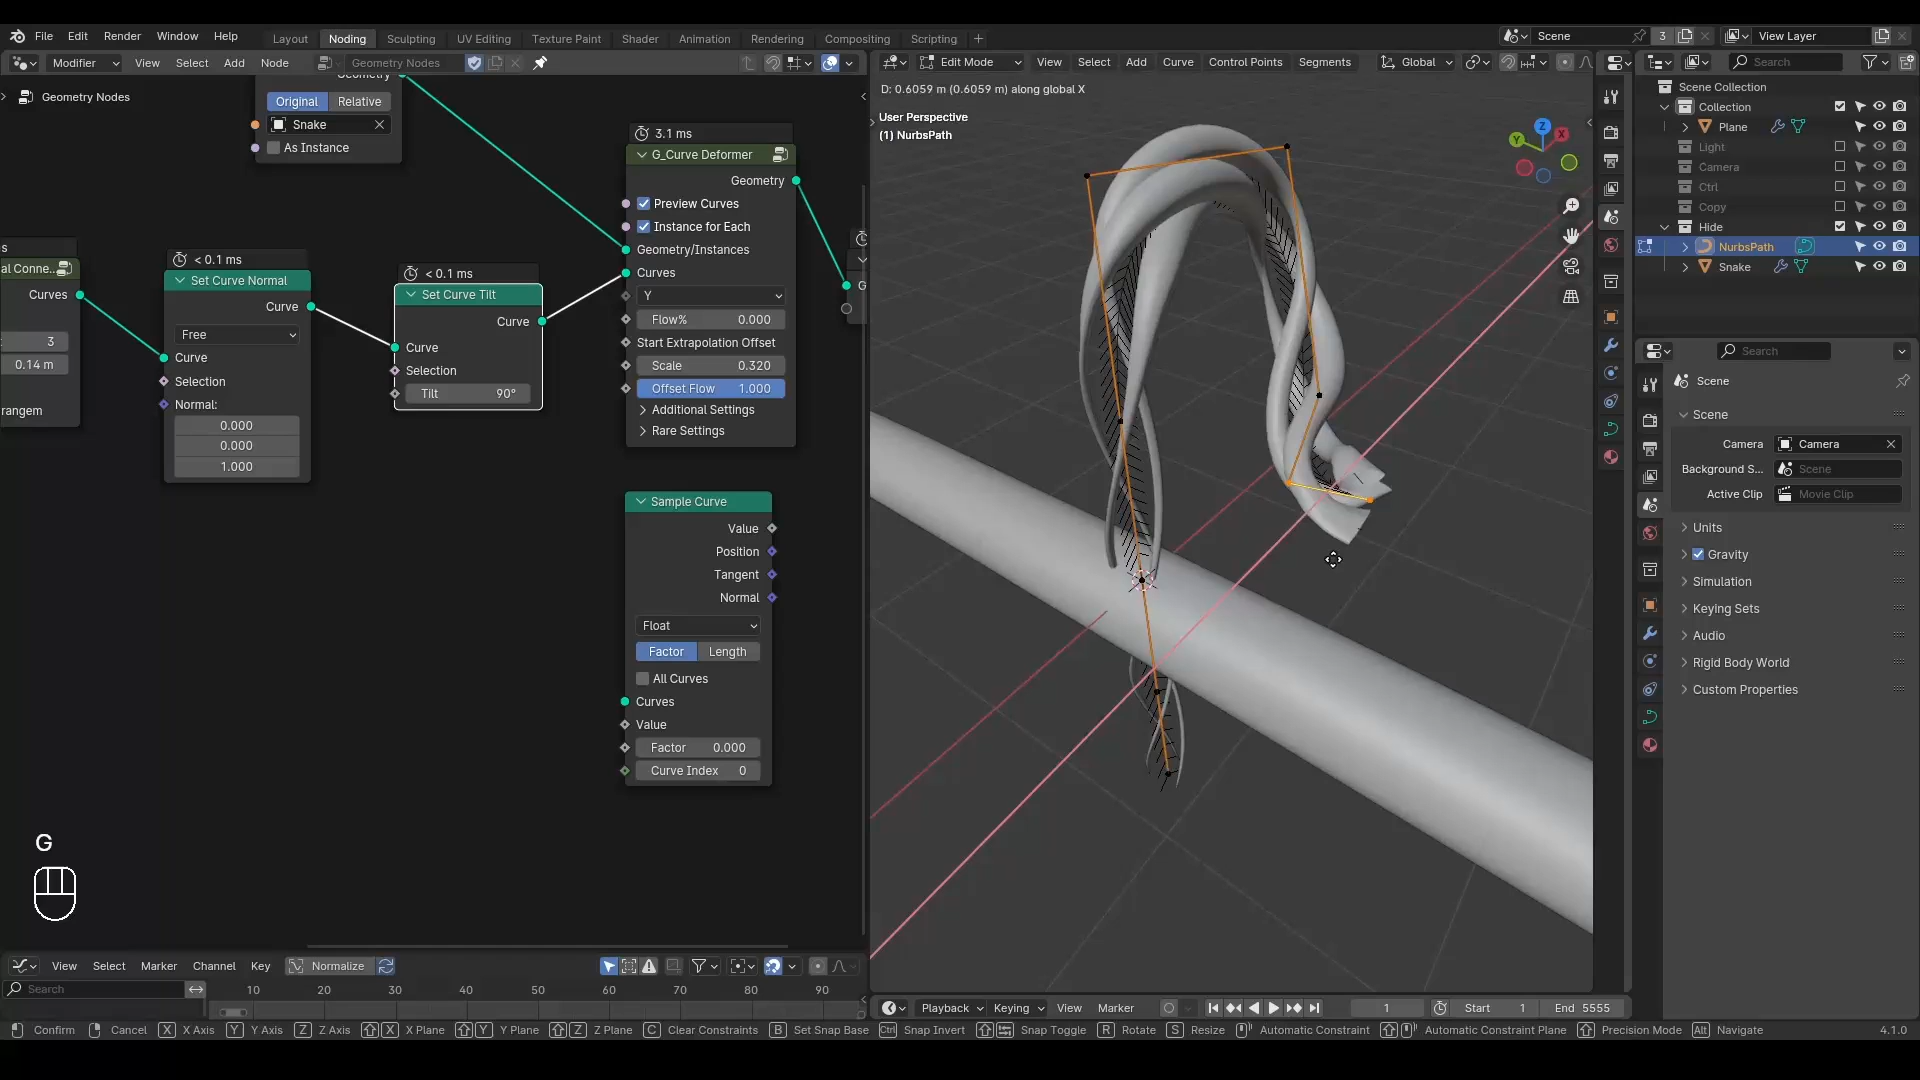 File Edit Render Window Help
Layout Noding Sculpting UV Editing Texture Paint Shader Animation Rendering Compositing Scripting +
Scene 3 View Layer
Modifier View Select Add Node Geometry Nodes
Edit Mode View Select Add Curve Control Points Segments Global
Search
Geometry Nodes
Geometry
Original Relative
Snake
As Instance
s
al Conne..
Curves
3
0.14 m
rangem
< 0.1 ms
Set Curve Normal
Curve
Free
Curve
Selection
Normal:
0.000
0.000
1.000
< 0.1 ms
Set Curve Tilt
Curve
Curve
Selection
Tilt 90°
3.1 ms
G_Curve Deformer
Geometry
Preview Curves
Instance for Each
Geometry/Instances
Curves
Y
Flow% 0.000
Start Extrapolation Offset
Scale 0.320
Offset Flow 1.000
Additional Settings
Rare Settings
G
Sample Curve
Value
Position
Tangent
Normal
Float
Factor Length
All Curves
Curves
Value
Factor 0.000
Curve Index 0
G
D: 0.6059 m (0.6059 m) along global X
User Perspective
(1) NurbsPath
Z
Y
X
Scene Collection
Collection
Plane
Light
Camera
Ctrl
Copy
Hide
NurbsPath
Snake
Search
Scene
Scene
Camera Camera
Background S... Scene
Active Clip Movie Clip
Units
Gravity
Simulation
Keying Sets
Audio
Rigid Body World
Custom Properties
View Select Marker Channel Key Normalize
Search
10 20 30 40 50 60 70 80 90
Playback Keying View Marker 1 Start 1 End 5555
Confirm Cancel X X Axis Y Y Axis Z Z Axis X X Plane Y Y Plane Z Z Plane C Clear Constraints B Set Snap Base Ctrl Snap Invert Snap Toggle R Rotate S Resize Automatic Constraint Automatic Constraint Plane Precision Mode Alt Navigate 4.1.0